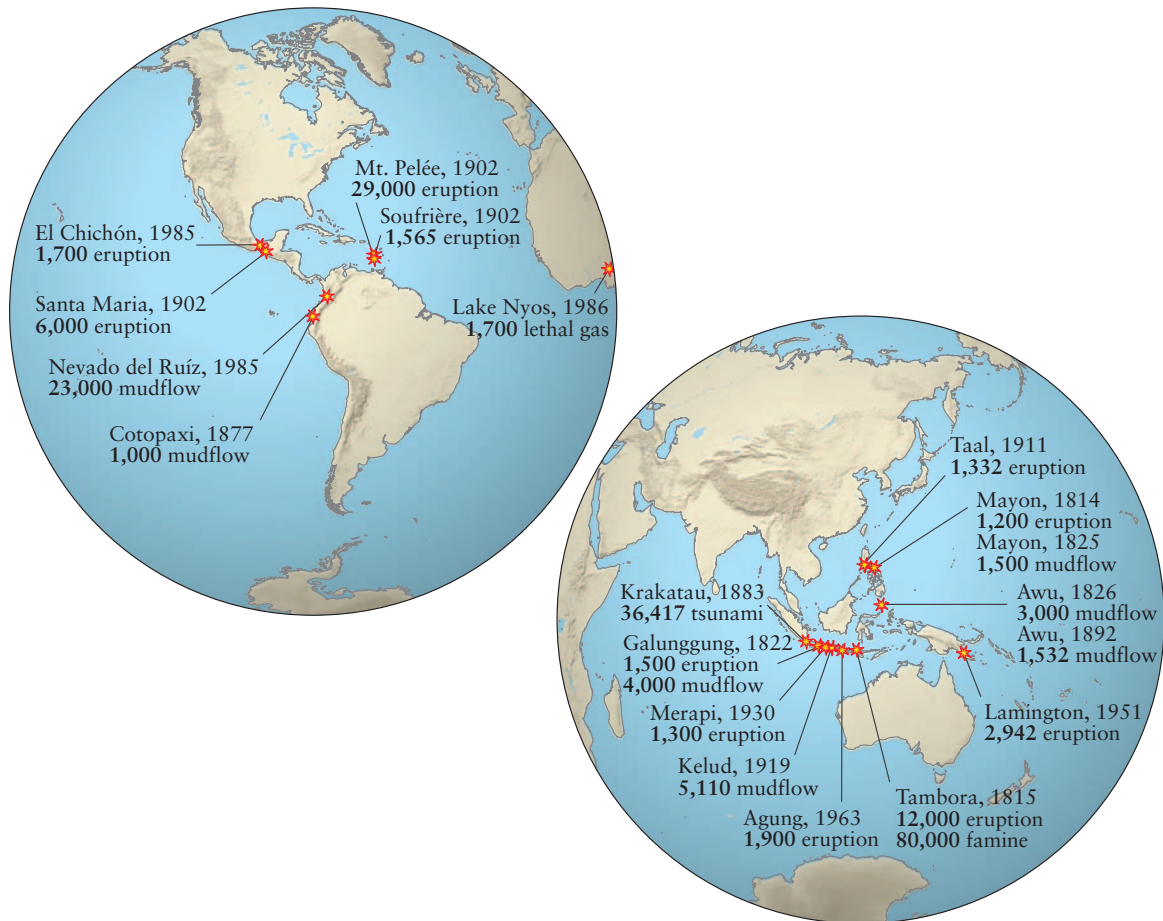 Mt. Pelée, 1902
29,000 eruption
Soufrière, 1902
1,565 eruption
El Chichón, 1985
1,700 eruption
Santa Maria, 1902
6,000 eruption
Lake Nyos, 1986
1,700 lethal gas
Nevado del Ruíz, 1985
23,000 mudflow
Cotopaxi, 1877
1,000 mudflow
Taal, 1911
1,332 eruption
Mayon, 1814
1,200 eruption
Mayon, 1825
1,500 mudflow
Krakatau, 1883
36,417 tsunami
Awu, 1826
3,000 mudflow
Awu, 1892
1,532 mudflow
Galunggung, 1822
1,500 eruption
4,000 mudflow
Merapi, 1930
1,300 eruption
Lamington, 1951
2,942 eruption
Kelud, 1919
5,110 mudflow
Agung, 1963
1,900 eruption
Tambora, 1815
12,000 eruption
80,000 famine